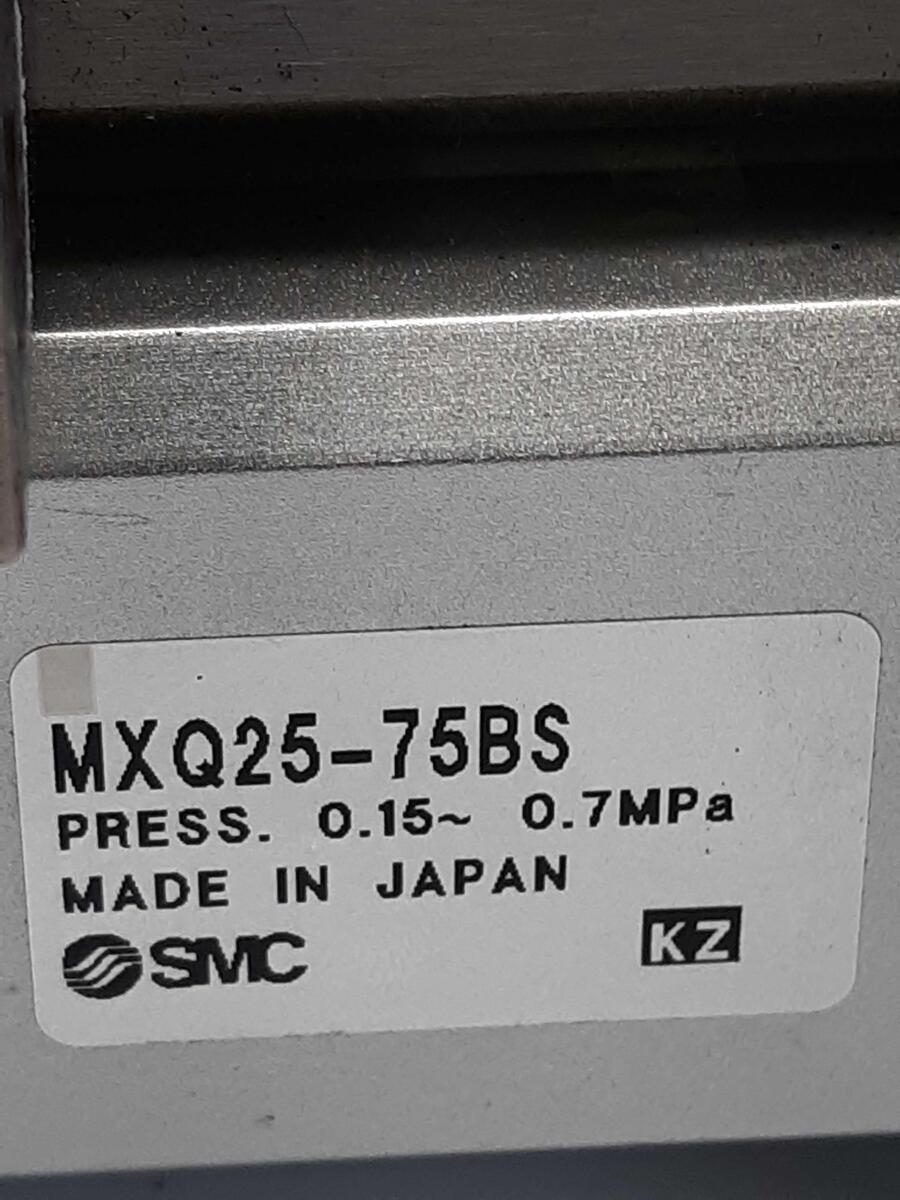 MXQ25-75BS
PRESS. 0.15~ 0.7MPa
MADE IN JAPAN
SMC
KZ